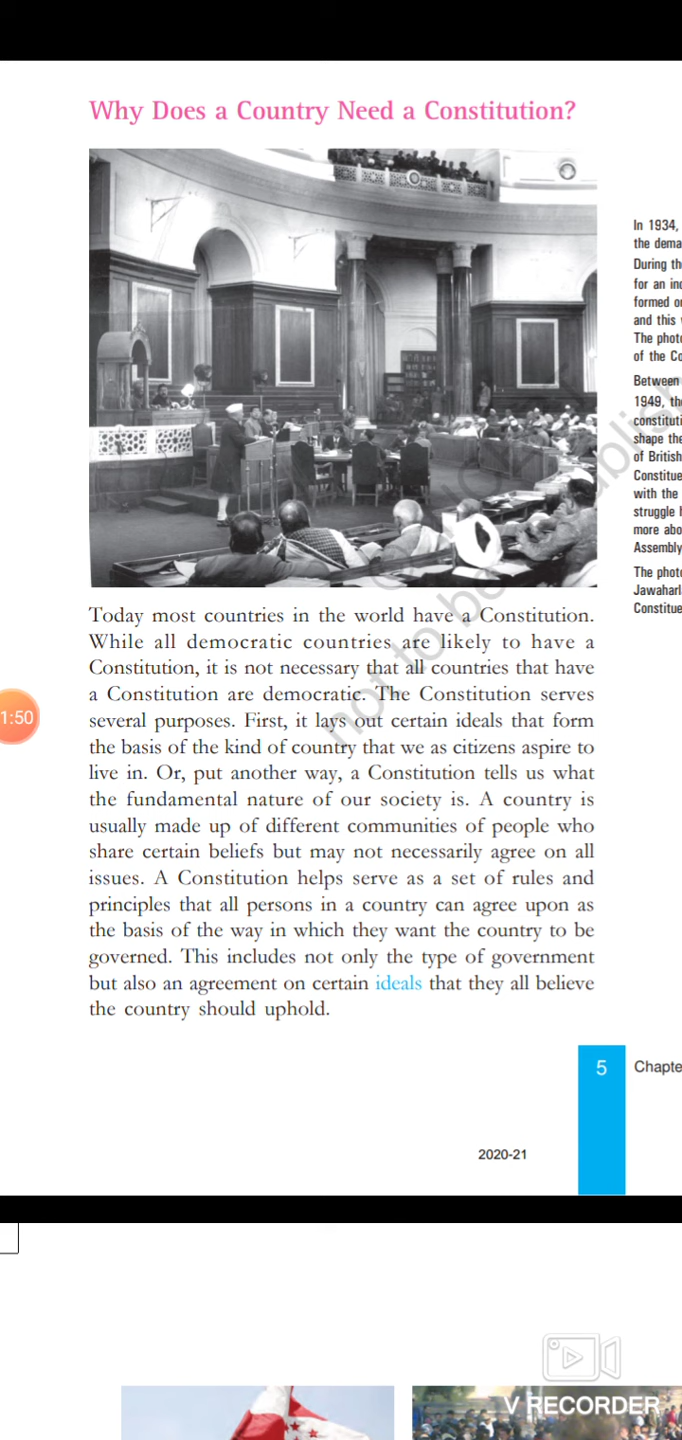 Why Does a Country Need a Constitution?
In 1934,
the dema
During the
for an ind
formed on
and this
The photo
of the Co
Between
1949, the
constituti
shape the
of British
Constitue
with the
struggle
more abo
Assembly
The photo
Jawaharl
Constitue
Today most countries in the world have a Constitution.
While all democratic countries are likely to have a
Constitution, it is not necessary that all countries that have
a Constitution are democratic. The Constitution serves
several purposes. First, it lays out certain ideals that form
the basis of the kind of country that we as citizens aspire to
live in. Or, put another way, a Constitution tells us what
the fundamental nature of our society is. A country is
usually made up of different communities of people who
share certain beliefs but may not necessarily agree on all
issues. A Constitution helps serve as a set of rules and
principles that all persons in a country can agree upon as
the basis of the way in which they want the country to be
governed. This includes not only the type of government
but also an agreement on certain ideals that they all believe
the country should uphold.
1:50
not to be
5
Chapte
2020-21
V RECORDER